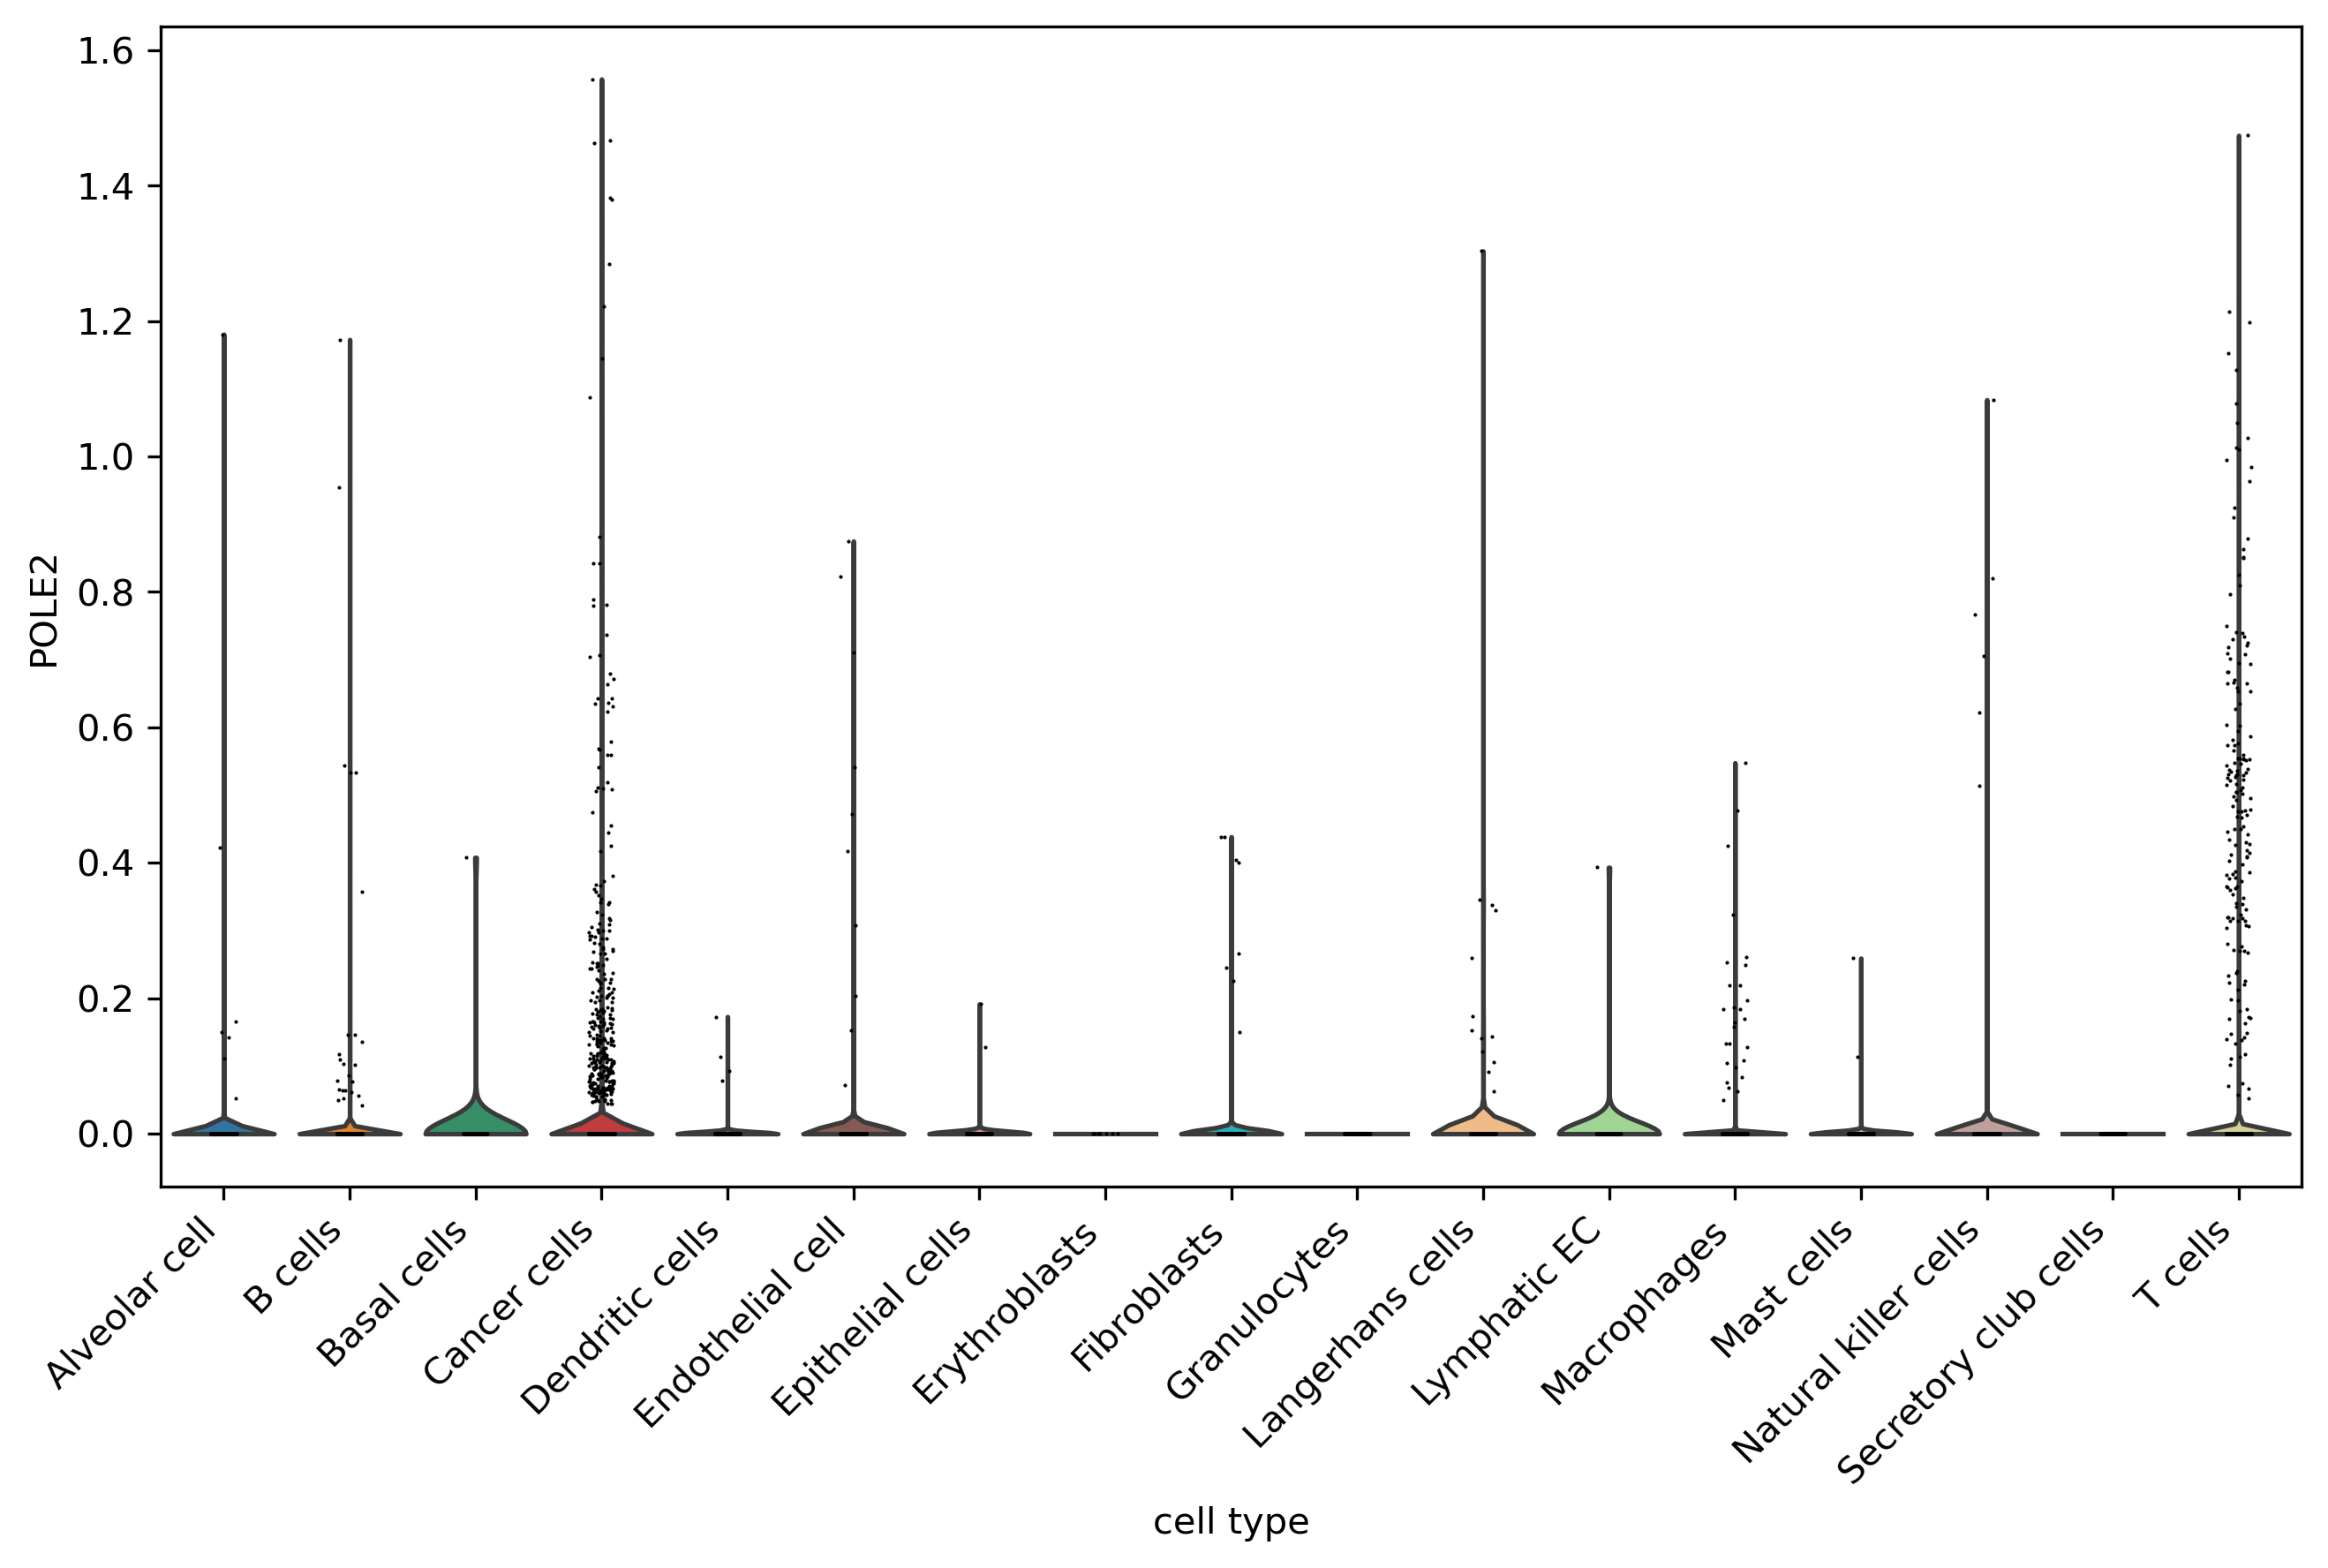 1.6
1.4
1.2
1.0
0.8
0.6
0.4
0.2
0.0
POLE2
Alveolar cell
B cells
Basal cells
Cancer cells
Dendritic cells
Endothelial cell
Epithelial cells
Erythroblasts
Fibroblasts
Granulocytes
Langerhans cells
Lymphatic EC
Macrophages
Mast cells
Natural killer cells
Secretory club cells
T cells
cell type